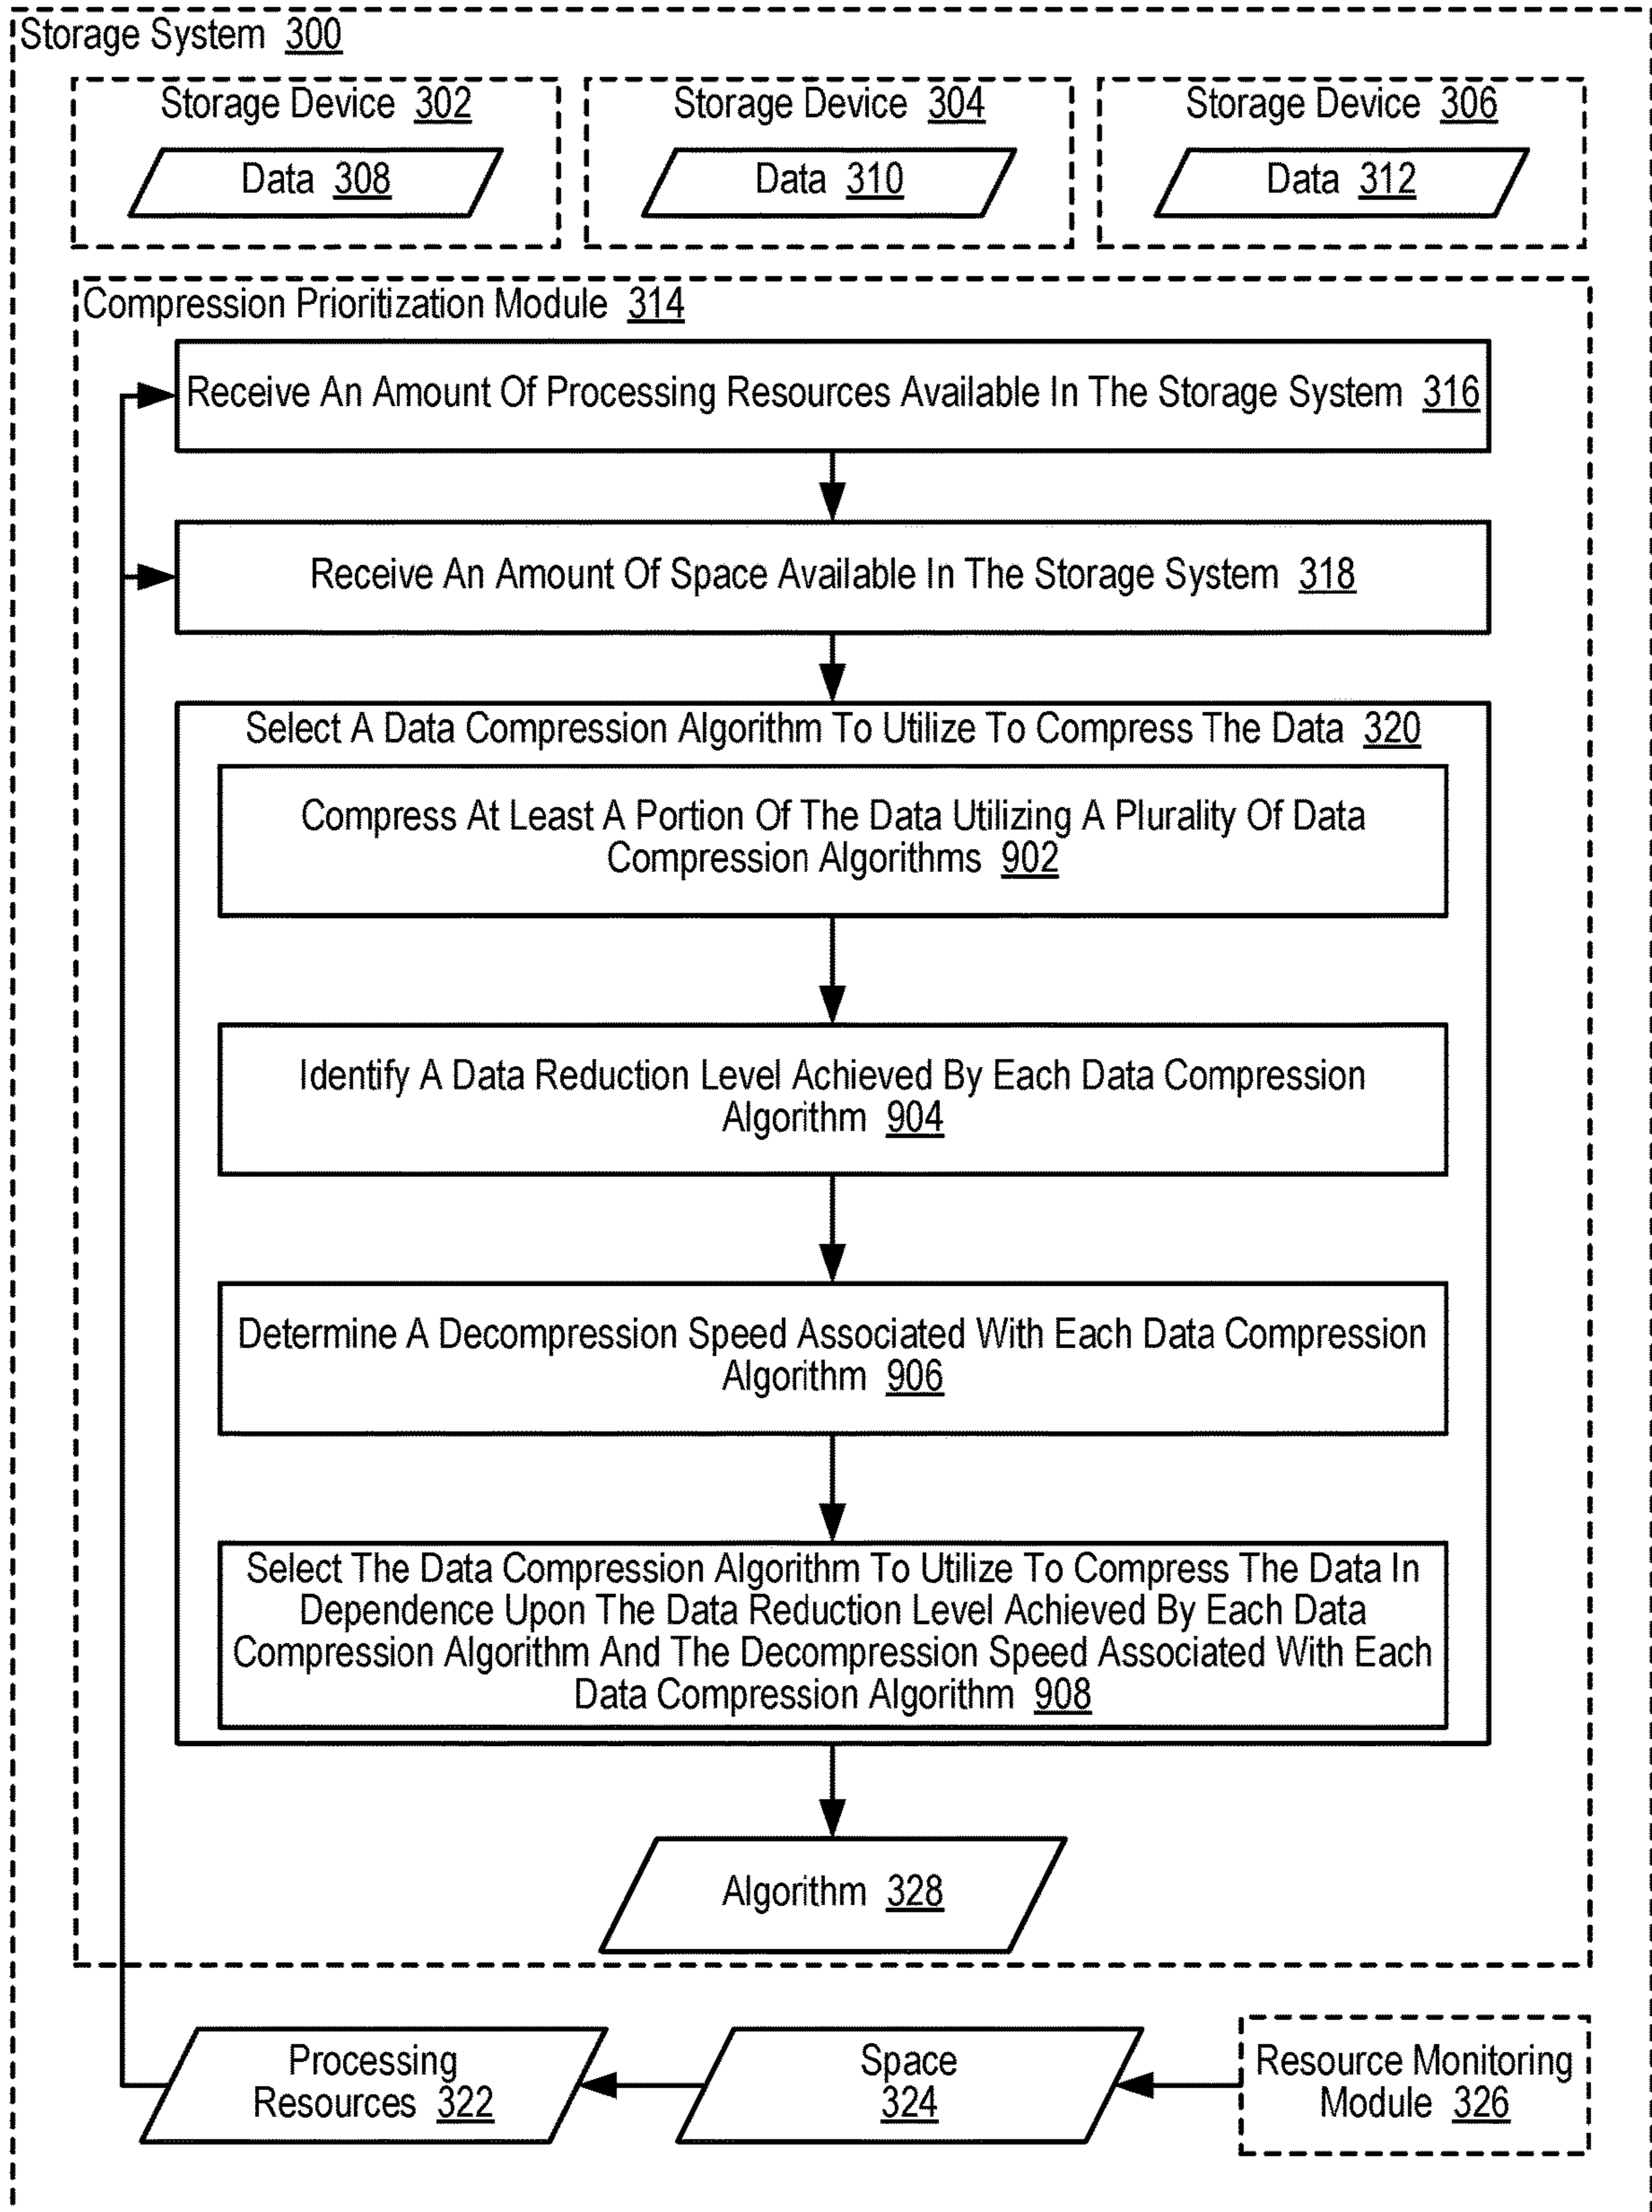 Storage System 300
Storage Device 302
Data 308
Storage Device 304
Data 310
Storage Device 306
Data 312
Compression Prioritization Module 314
Receive An Amount Of Processing Resources Available In The Storage System 316
Receive An Amount Of Space Available In The Storage System 318
Select A Data Compression Algorithm To Utilize To Compress The Data 320
Compress At Least A Portion Of The Data Utilizing A Plurality Of Data
Compression Algorithms 902
Identify A Data Reduction Level Achieved By Each Data Compression
Algorithm 904
Determine A Decompression Speed Associated With Each Data Compression
Algorithm 906
Select The Data Compression Algorithm To Utilize To Compress The Data In
Dependence Upon The Data Reduction Level Achieved By Each Data
Compression Algorithm And The Decompression Speed Associated With Each
Data Compression Algorithm 908
Algorithm 328
Processing
Resources 322
Space
324
Resource Monitoring
Module 326